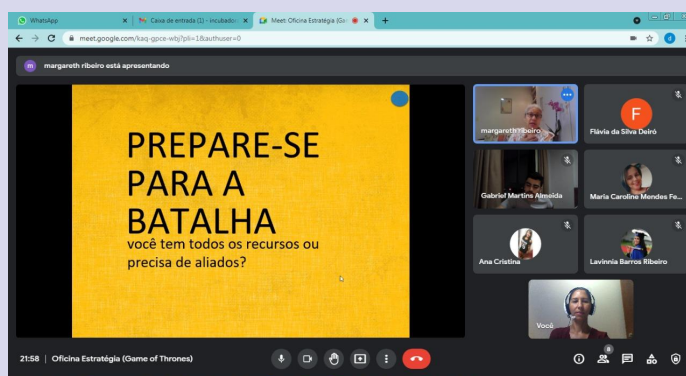 WhatsApp
Caixa de entrada (1) - incubador
Meet: Oficina Estratégia (Ga
meet.google.com/kaq-gpce-wbj?pli=1&authuser=0
m margareth ribeiro está apresentando
PREPARE-SE
PARA A
BATALHA
você tem todos os recursos ou
precisa de aliados?
margareth ribeiro
F
Flávia da Silva Deiró
Gabriel Martins Almeida
Maria Caroline Mendes Fe...
Ana Cristina
Lavinnia Barros Ribeiro
Você
21:58 | Oficina Estratégia (Game of Thrones)
8